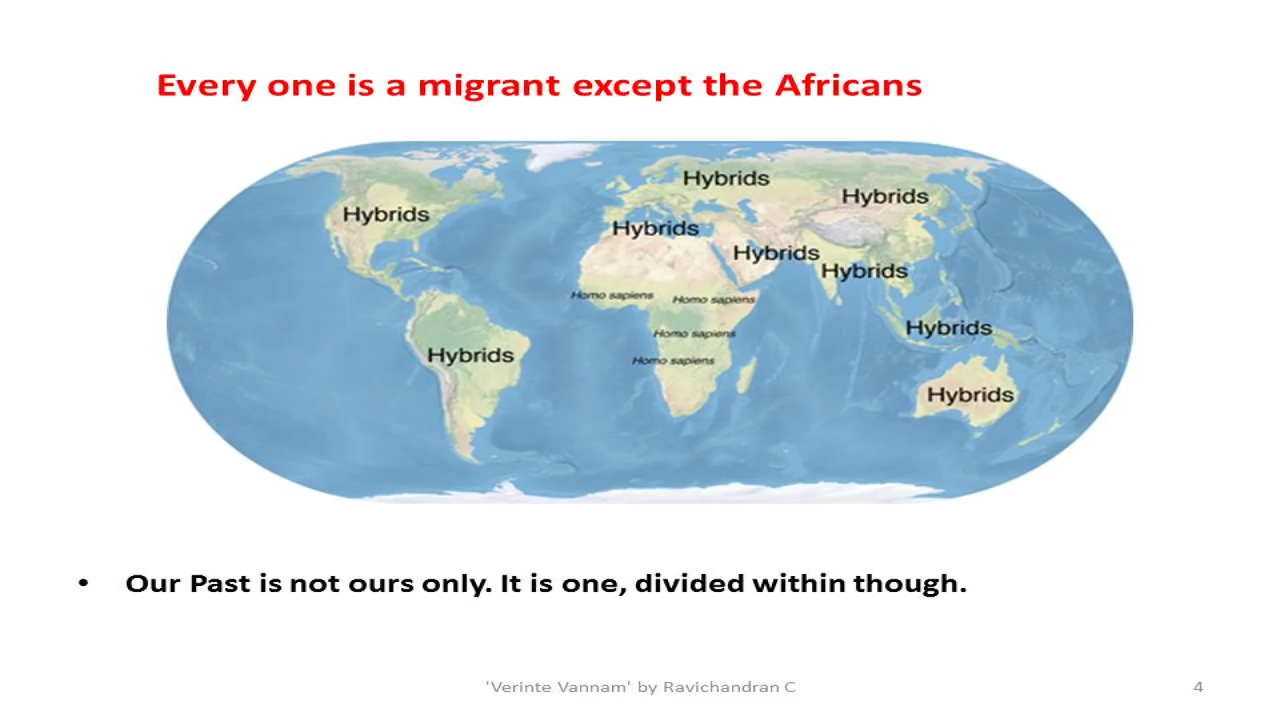 Every one is a migrant except the Africans
Hybrids
Hybrids
Hybrids
Hybrids
Hybrids
Hybrids
Homo sapiens
Homo sapiens
Hybrids
Homo sapiens
Hybrids
Homo sapiens
Hybrids
• Our Past is not ours only. It is one, divided within though.
'Verinte Vannam' by Ravichandran C
4